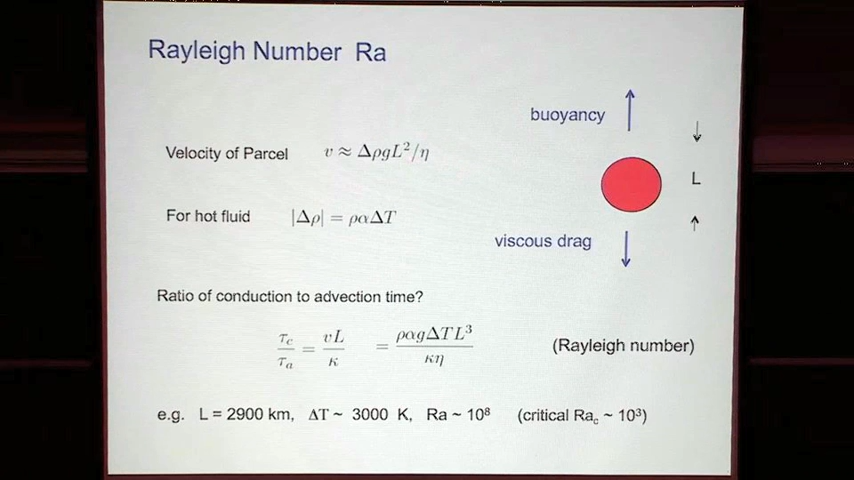 Rayleigh Number Ra
buoyancy
Velocity of Parcel v ≈ ΔρgL²/η
L
For hot fluid |Δρ| = ραΔT
viscous drag
Ratio of conduction to advection time?
τc/τa = vL/κ = ραgΔTL³/κη (Rayleigh number)
e.g. L = 2900 km, ΔT ~ 3000 K, Ra ~ 10⁸ (critical Rac ~ 10³)